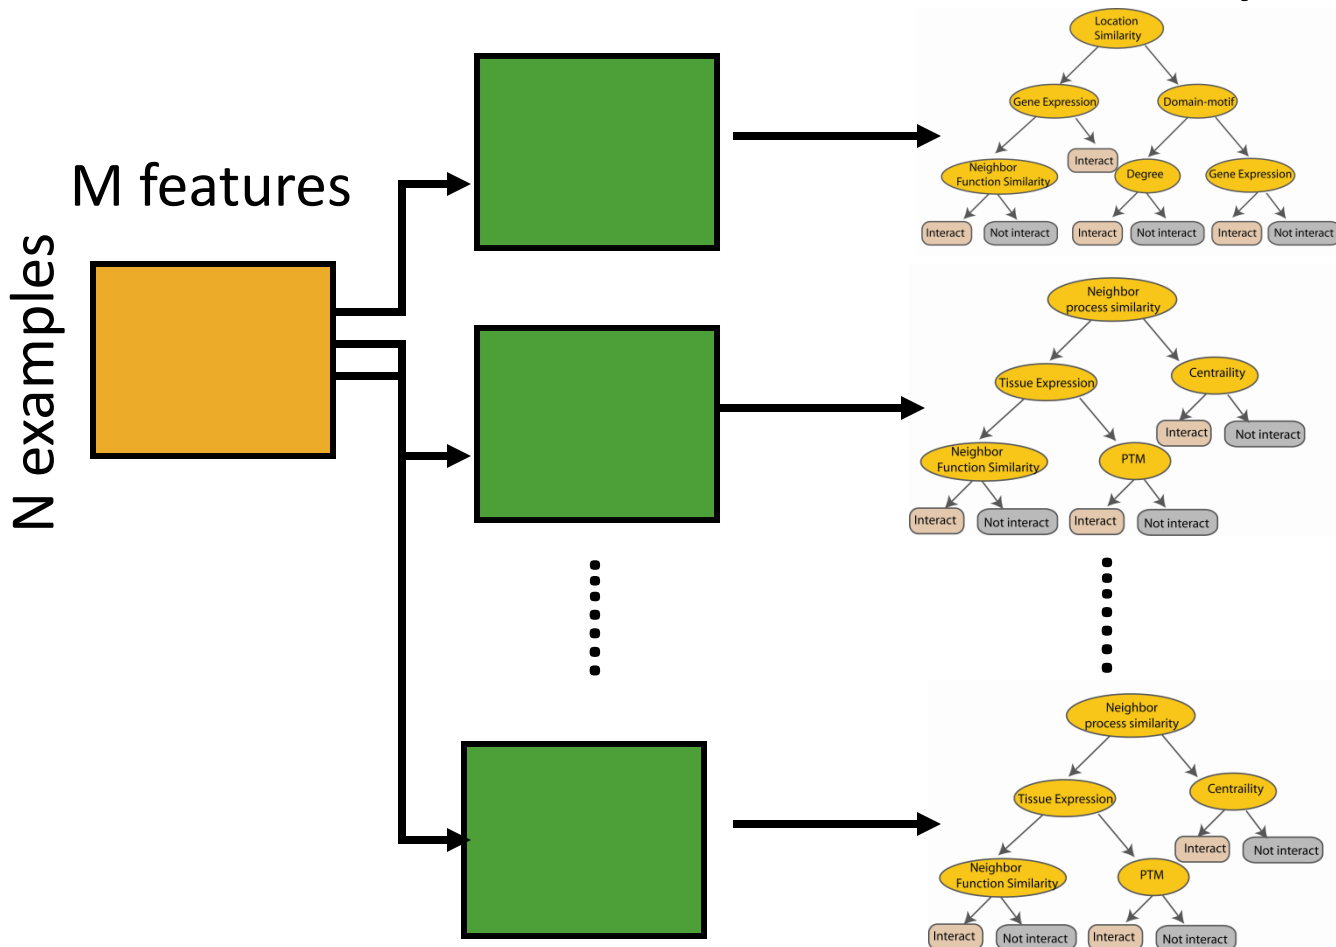 M features
N examples
Location
Similarity
Gene Expression
Domain-motif
Interact
Neighbor
Function Similarity
Degree
Gene Expression
Interact
Not interact
Interact
Not interact
Interact
Not interact
Neighbor
process similarity
Tissue Expression
Centraility
Interact
Not interact
Neighbor
Function Similarity
PTM
Interact
Not interact
Interact
Not interact
Neighbor
process similarity
Tissue Expression
Centraility
Interact
Not interact
Neighbor
Function Similarity
PTM
Interact
Not interact
Interact
Not interact